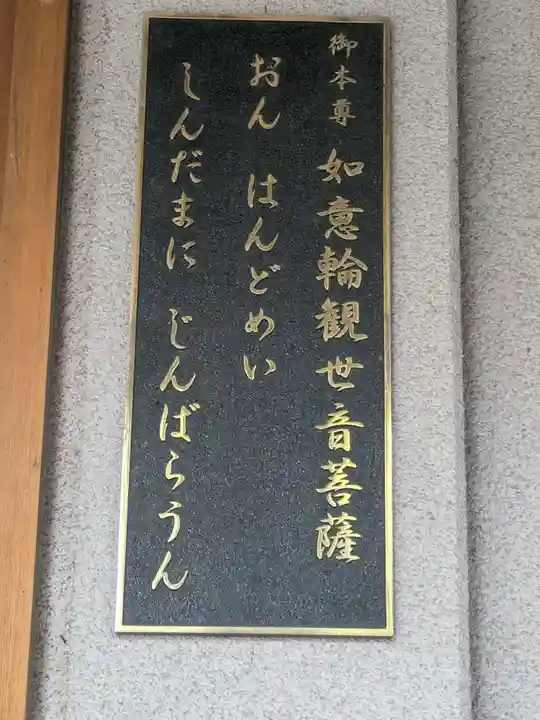 御本尊 如意輪観世音菩薩
おん はんどめい
しんだまに じんばらうん